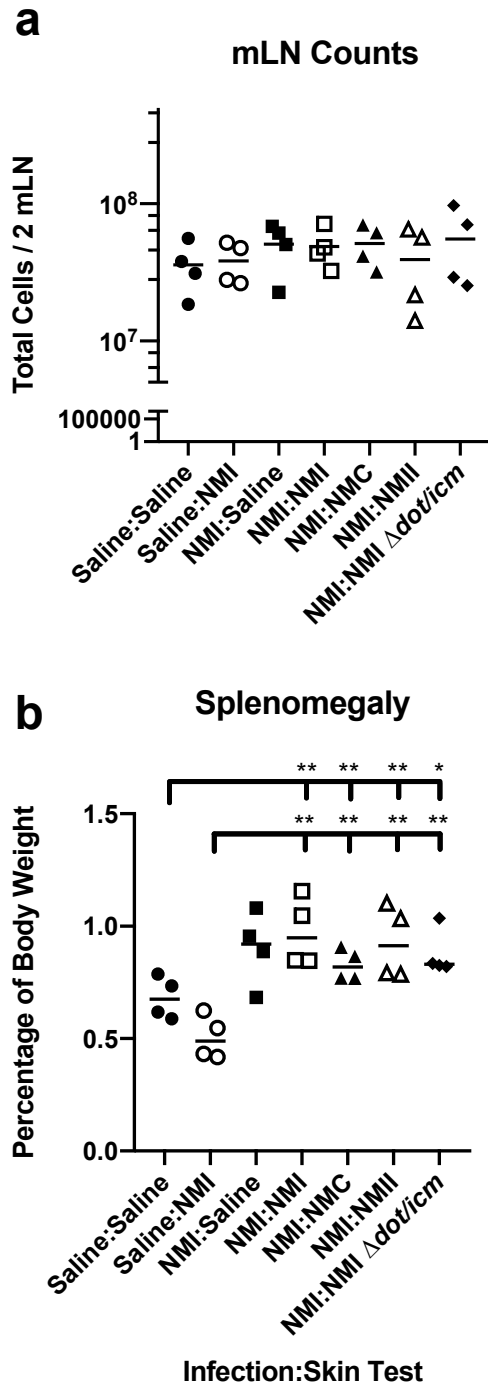 a
mLN Counts
Total Cells / 2 mLN
10⁸
10⁷
100000
1
Saline:Saline
Saline:NMI
NMI:Saline
NMI:NMI
NMI:NMC
NMI:NMII
NMI:NMI Δdot/icm
b
Splenomegaly
Percentage of Body Weight
** ** ** *
** ** ** **
1.5
1.0
0.5
0.0
Saline:Saline
Saline:NMI
NMI:Saline
NMI:NMI
NMI:NMC
NMI:NMII
NMI:NMI Δdot/icm
Infection:Skin Test